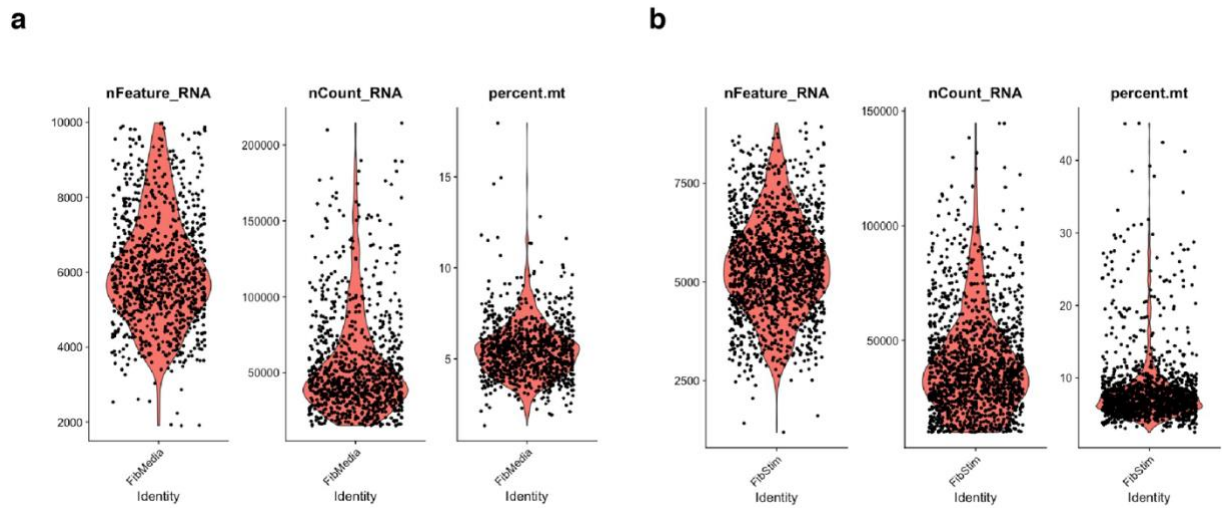 a
nFeature_RNA
10000
8000
6000
4000
2000
FibMedia
Identity
nCount_RNA
200000
150000
100000
50000
FibMedia
Identity
percent.mt
15
10
5
FibMedia
Identity
b
nFeature_RNA
7500
5000
2500
FibStim
Identity
nCount_RNA
150000
100000
50000
FibStim
Identity
percent.mt
40
30
20
10
FibStim
Identity